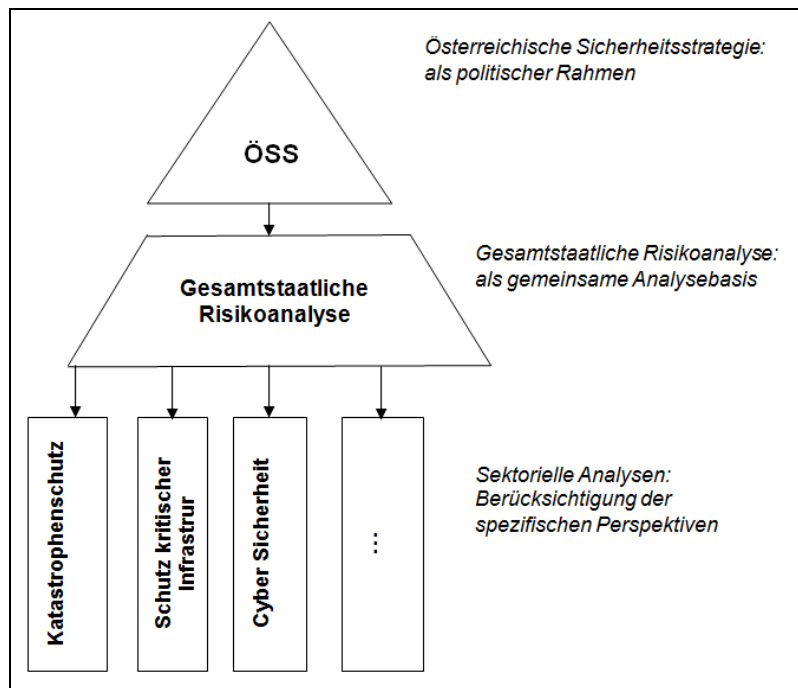 Österreichische Sicherheitsstrategie:
als politischer Rahmen
ÖSS
Gesamtstaatliche Risikoanalyse:
als gemeinsame Analysebasis
Gesamtstaatliche
Risikoanalyse
Katastrophenschutz
Schutz kritischer
Infrastrur
Cyber Sicherheit
...
Sektorielle Analysen:
Berücksichtigung der
spezifischen Perspektiven